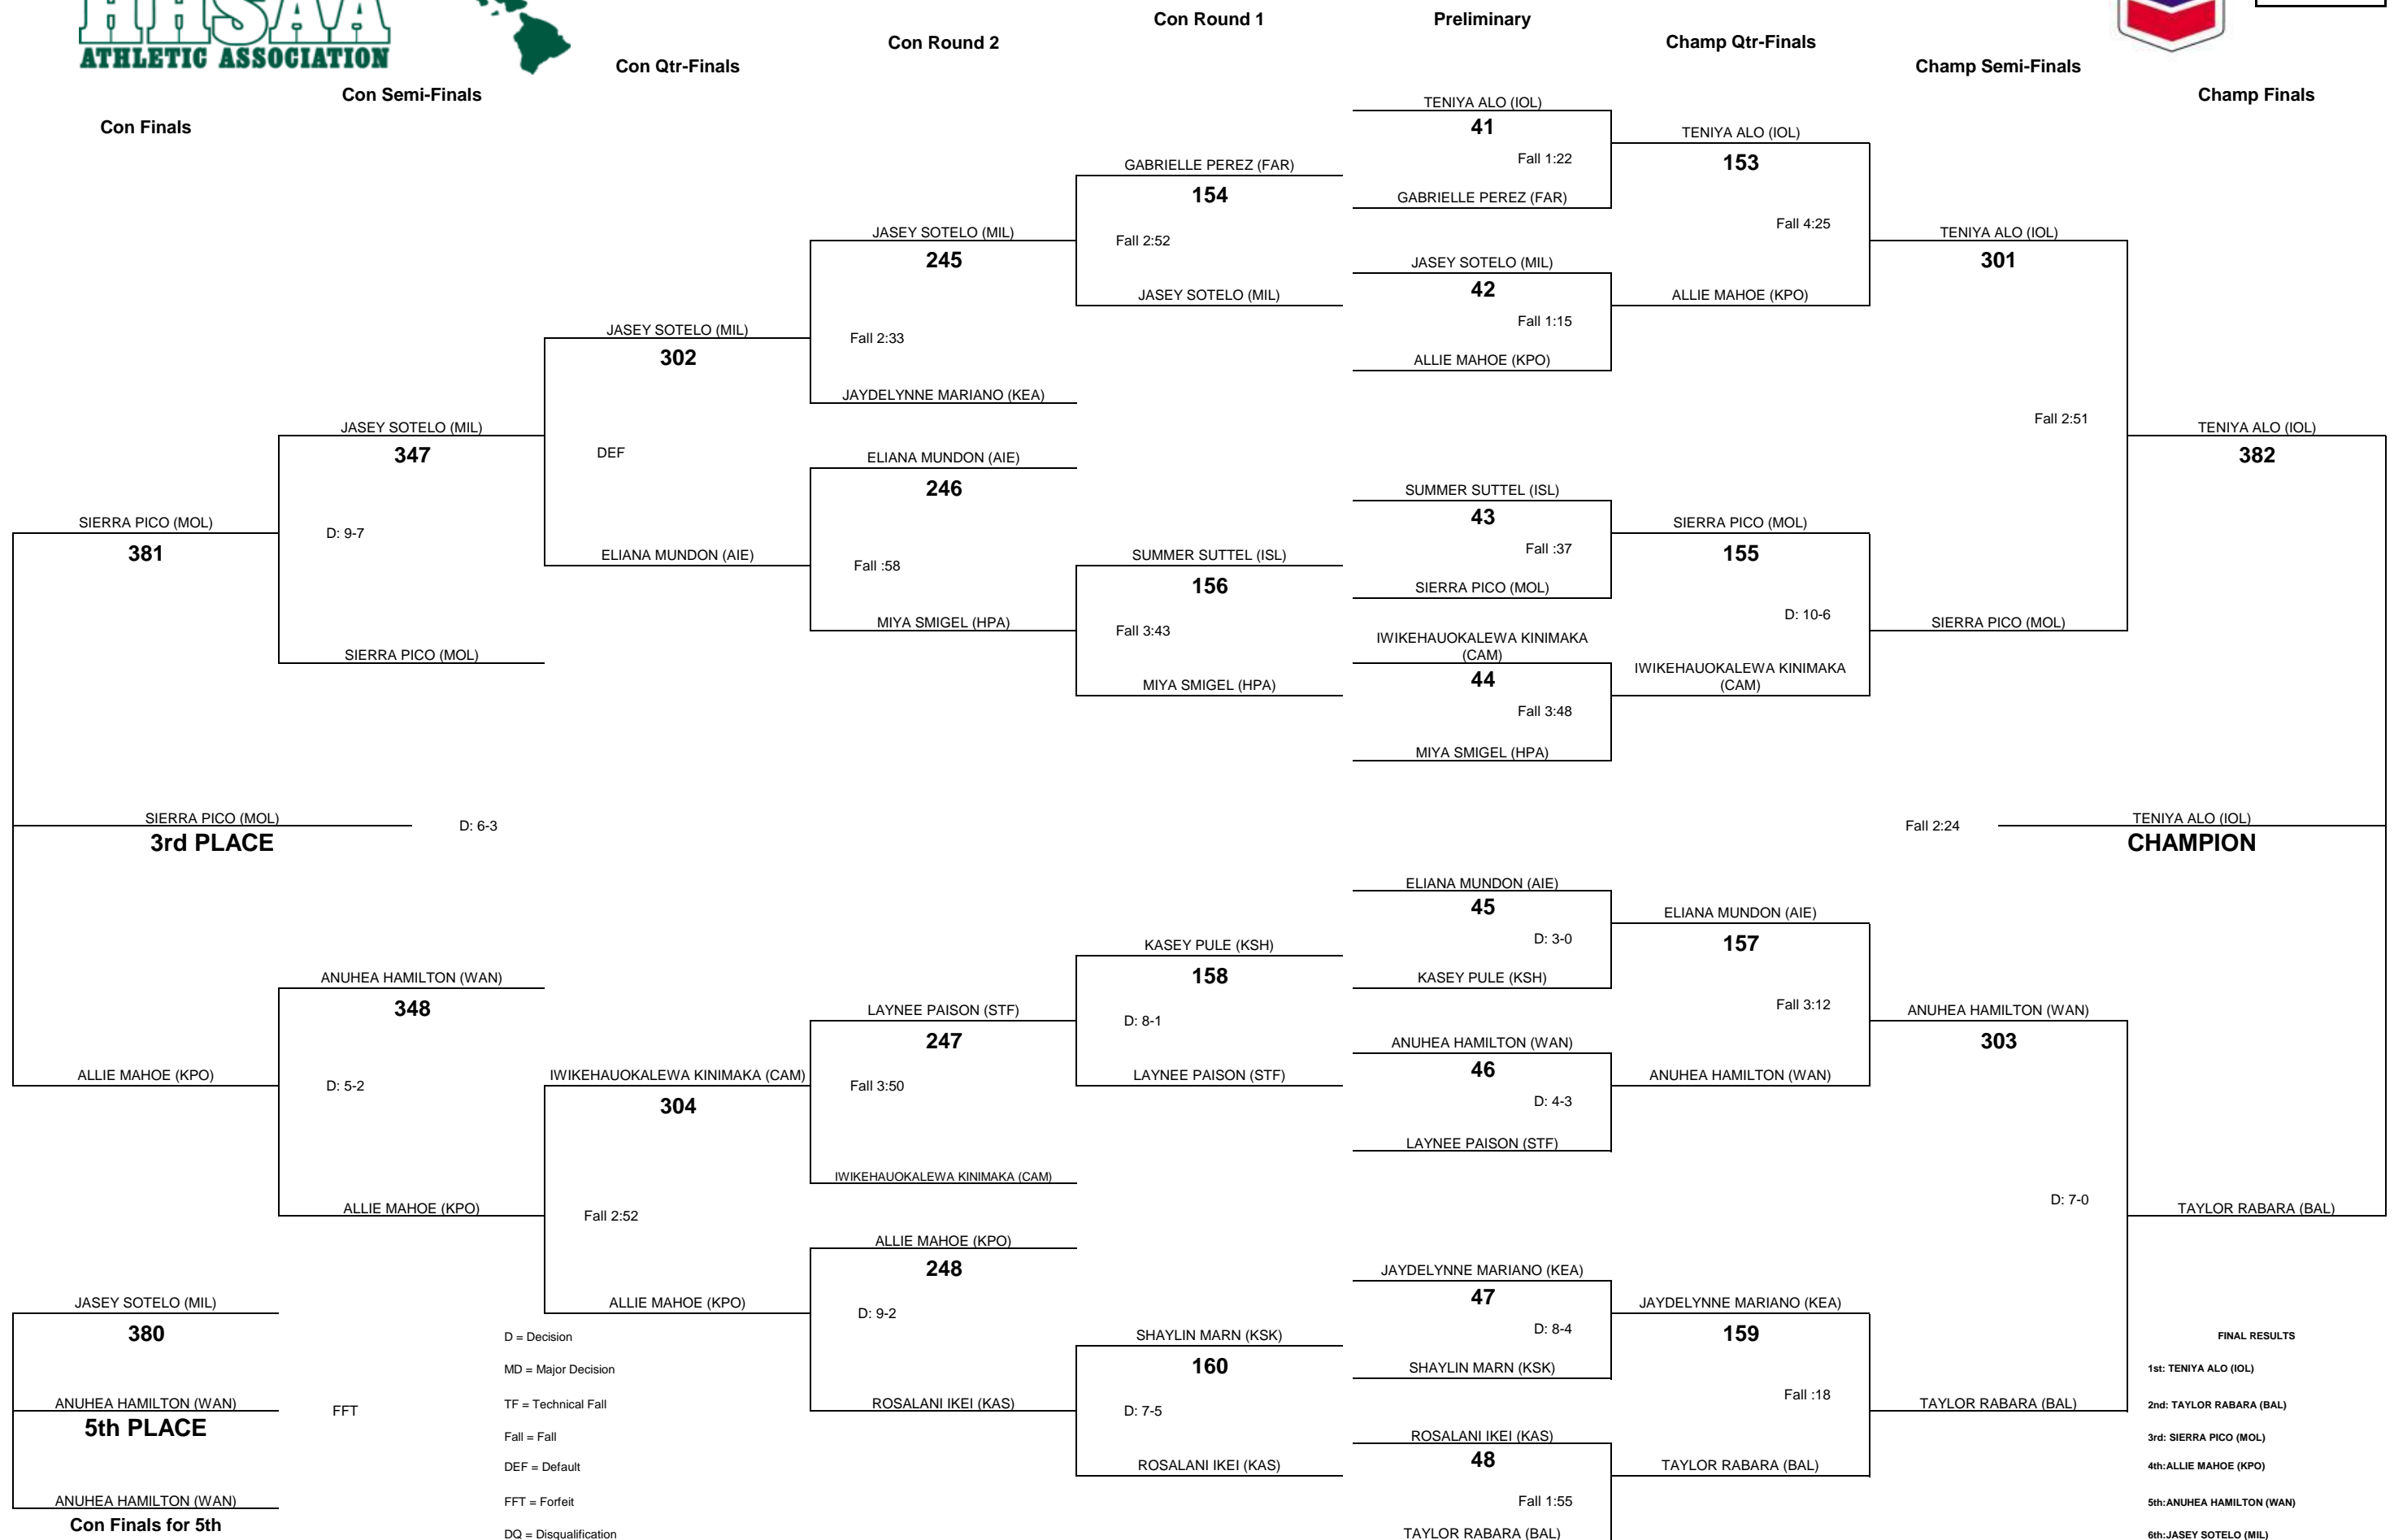 HHSAA
ATHLETIC ASSOCIATION
Con Finals
Con Semi-Finals
Con Qtr-Finals
Con Round 2
Con Round 1
Preliminary
Champ Qtr-Finals
Champ Semi-Finals
Champ Finals
TENIYA ALO (IOL)
41
Fall 1:22
GABRIELLE PEREZ (FAR)
JASEY SOTELO (MIL)
42
Fall 1:15
ALLIE MAHOE (KPO)
SUMMER SUTTEL (ISL)
43
Fall :37
SIERRA PICO (MOL)
IWIKEHAUOKALEWA KINIMAKA
(CAM)
44
Fall 3:48
MIYA SMIGEL (HPA)
ELIANA MUNDON (AIE)
45
D: 3-0
KASEY PULE (KSH)
ANUHEA HAMILTON (WAN)
46
D: 4-3
LAYNEE PAISON (STF)
JAYDELYNNE MARIANO (KEA)
47
D: 8-4
SHAYLIN MARN (KSK)
ROSALANI IKEI (KAS)
48
Fall 1:55
TAYLOR RABARA (BAL)
TENIYA ALO (IOL)
153
Fall 4:25
ALLIE MAHOE (KPO)
SIERRA PICO (MOL)
155
D: 10-6
IWIKEHAUOKALEWA KINIMAKA
(CAM)
ELIANA MUNDON (AIE)
157
Fall 3:12
ANUHEA HAMILTON (WAN)
JAYDELYNNE MARIANO (KEA)
159
Fall :18
TAYLOR RABARA (BAL)
TENIYA ALO (IOL)
301
Fall 2:51
SIERRA PICO (MOL)
ANUHEA HAMILTON (WAN)
303
D: 7-0
TAYLOR RABARA (BAL)
TENIYA ALO (IOL)
382
Fall 2:24
TENIYA ALO (IOL)
CHAMPION
TAYLOR RABARA (BAL)
GABRIELLE PEREZ (FAR)
154
Fall 2:52
JASEY SOTELO (MIL)
SUMMER SUTTEL (ISL)
156
Fall 3:43
MIYA SMIGEL (HPA)
KASEY PULE (KSH)
158
D: 8-1
LAYNEE PAISON (STF)
SHAYLIN MARN (KSK)
160
D: 7-5
ROSALANI IKEI (KAS)
JASEY SOTELO (MIL)
245
Fall 2:33
JAYDELYNNE MARIANO (KEA)
ELIANA MUNDON (AIE)
246
Fall :58
MIYA SMIGEL (HPA)
LAYNEE PAISON (STF)
247
Fall 3:50
IWIKEHAUOKALEWA KINIMAKA (CAM)
ALLIE MAHOE (KPO)
248
D: 9-2
ROSALANI IKEI (KAS)
JASEY SOTELO (MIL)
302
DEF
ELIANA MUNDON (AIE)
IWIKEHAUOKALEWA KINIMAKA (CAM)
304
Fall 2:52
ALLIE MAHOE (KPO)
JASEY SOTELO (MIL)
347
D: 9-7
SIERRA PICO (MOL)
ANUHEA HAMILTON (WAN)
348
D: 5-2
ALLIE MAHOE (KPO)
SIERRA PICO (MOL)
381
SIERRA PICO (MOL)
3rd PLACE
D: 6-3
ALLIE MAHOE (KPO)
JASEY SOTELO (MIL)
380
ANUHEA HAMILTON (WAN)
5th PLACE
FFT
ANUHEA HAMILTON (WAN)
Con Finals for 5th
D = Decision
MD = Major Decision
TF = Technical Fall
Fall = Fall
DEF = Default
FFT = Forfeit
DQ = Disqualification
FINAL RESULTS
1st: TENIYA ALO (IOL)
2nd: TAYLOR RABARA (BAL)
3rd: SIERRA PICO (MOL)
4th:ALLIE MAHOE (KPO)
5th:ANUHEA HAMILTON (WAN)
6th:JASEY SOTELO (MIL)